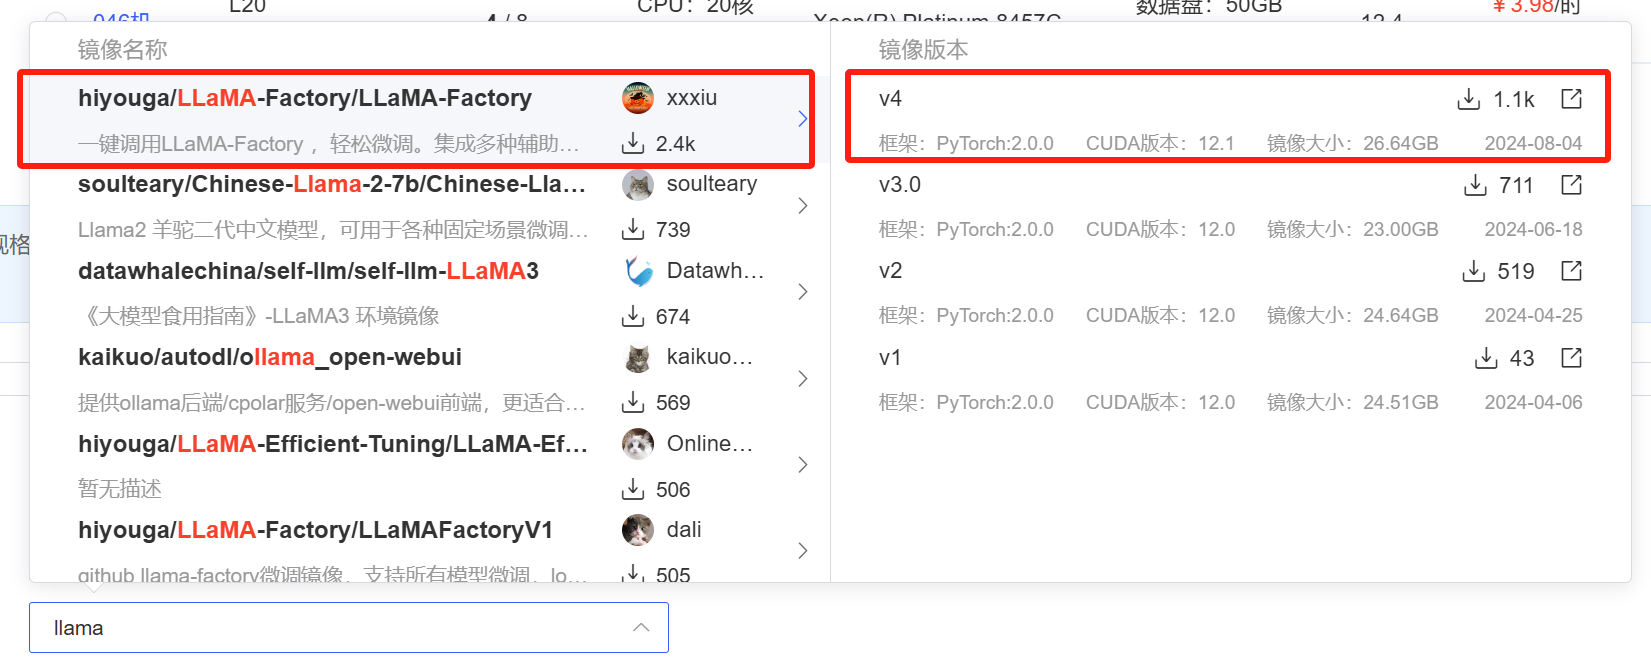 L20
CPU：20核
数据盘：50GB
¥3.98/时
046机
4 / 8
Xeon(R) Platinum 8457C
12.4
镜像名称
hiyouga/LLaMA-Factory/LLaMA-Factory
xxxiu
一键调用LLaMA-Factory ，轻松微调。集成多种辅助…
2.4k
soulteary/Chinese-Llama-2-7b/Chinese-Lla…
soulteary
Llama2 羊驼二代中文模型，可用于各种固定场景微调…
739
datawhalechina/self-llm/self-llm-LLaMA3
Datawh…
《大模型食用指南》-LLaMA3 环境镜像
674
kaikuo/autodl/ollama_open-webui
kaikuo…
提供ollama后端/cpolar服务/open-webui前端，更适合…
569
hiyouga/LLaMA-Efficient-Tuning/LLaMA-Ef…
Online…
暂无描述
506
hiyouga/LLaMA-Factory/LLaMAFactoryV1
dali
github llama-factory微调镜像，支持所有模型微调，lo…
505
镜像版本
v4
1.1k
框架：PyTorch:2.0.0 CUDA版本：12.1 镜像大小：26.64GB 2024-08-04
v3.0
711
框架：PyTorch:2.0.0 CUDA版本：12.0 镜像大小：23.00GB 2024-06-18
v2
519
框架：PyTorch:2.0.0 CUDA版本：12.0 镜像大小：24.64GB 2024-04-25
v1
43
框架：PyTorch:2.0.0 CUDA版本：12.0 镜像大小：24.51GB 2024-04-06
规格
llama